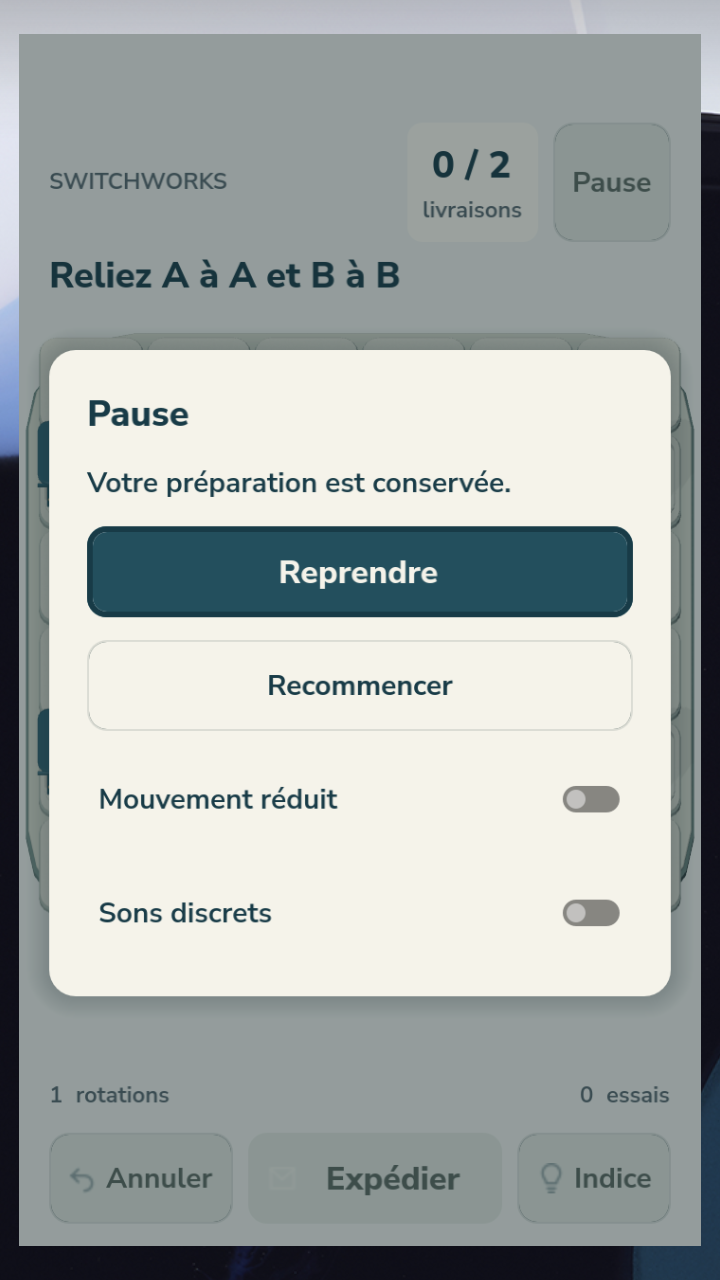 SWITCHWORKS
0 / 2
livraisons
Pause
Reliez A à A et B à B
Pause
Votre préparation est conservée.
Reprendre
Recommencer
Mouvement réduit
Sons discrets
1 rotations
0 essais
Annuler
Expédier
Indice